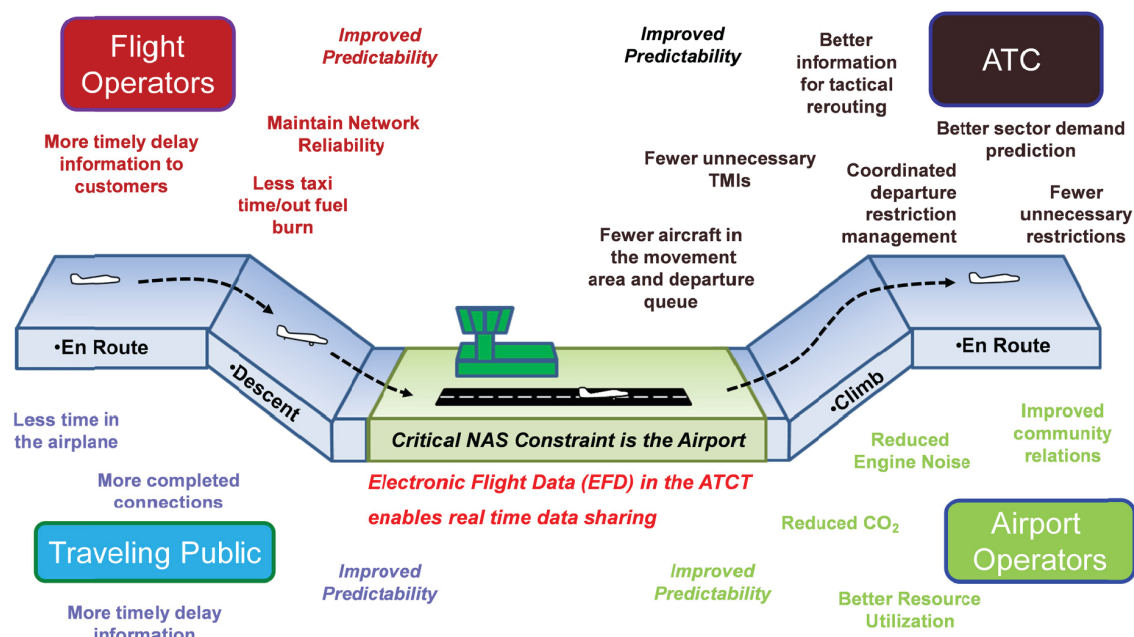 Flight
Operators
Improved
Predictability
Maintain Network
Reliability
More timely delay
information to
customers
Less taxi
time/out fuel
burn
Improved
Predictability
Better
information
for tactical
rerouting
ATC
Better sector demand
prediction
Fewer unnecessary
TMIs
Coordinated
departure
restriction
management
Fewer
unnecessary
restrictions
Fewer aircraft in
the movement
area and departure
queue
•En Route
•Descent
Critical NAS Constraint is the Airport
•Climb
•En Route
Electronic Flight Data (EFD) in the ATCT
enables real time data sharing
Less time in
the airplane
More completed
connections
Traveling Public
More timely delay
information
Improved
Predictability
Improved
Predictability
Reduced
Engine Noise
Improved
community
relations
Reduced CO₂
Airport
Operators
Better Resource
Utilization